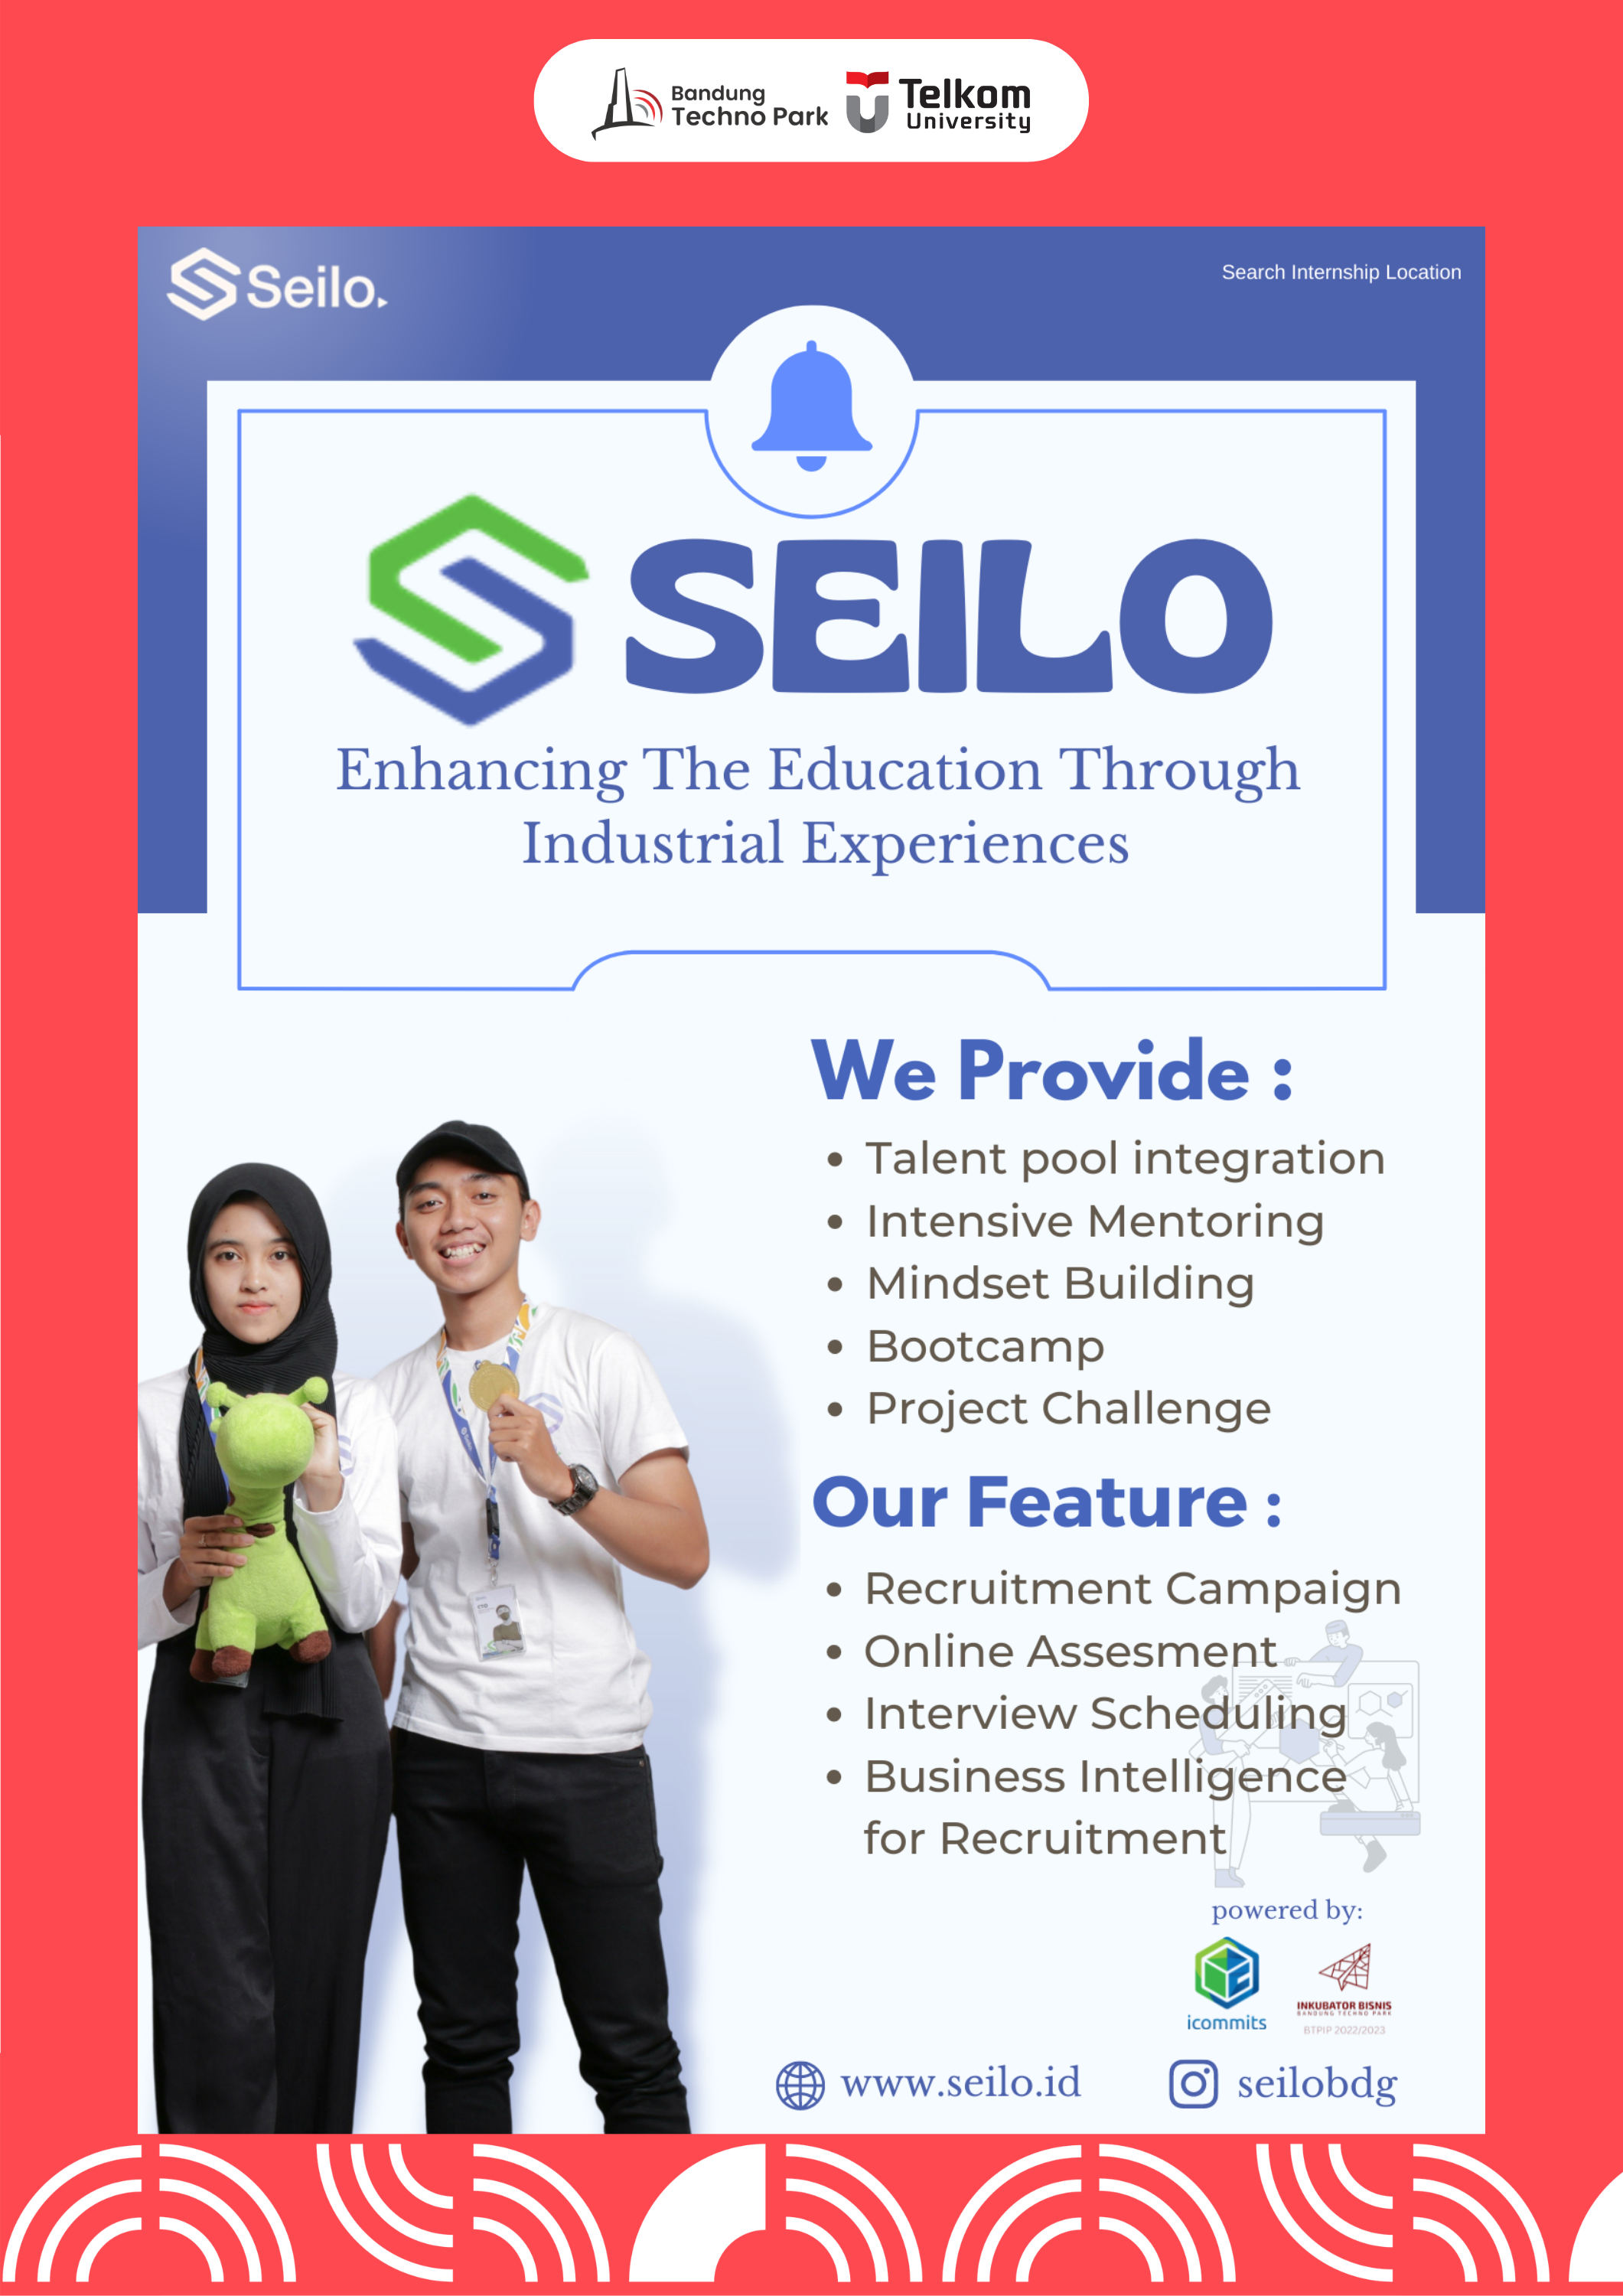 Bandung
Techno Park
Telkom
University
Seilo.
Search Internship Location
SEILO
Enhancing The Education Through
Industrial Experiences
We Provide :
Talent pool integration
Intensive Mentoring
Mindset Building
Bootcamp
Project Challenge
Our Feature :
Recruitment Campaign
Online Assesment
Interview Scheduling
Business Intelligence
for Recruitment
powered by:
icommits
INKUBATOR BISNIS
BANDUNG TECHNO PARK
BTPIP 2022/2023
www.seilo.id
seilobdg